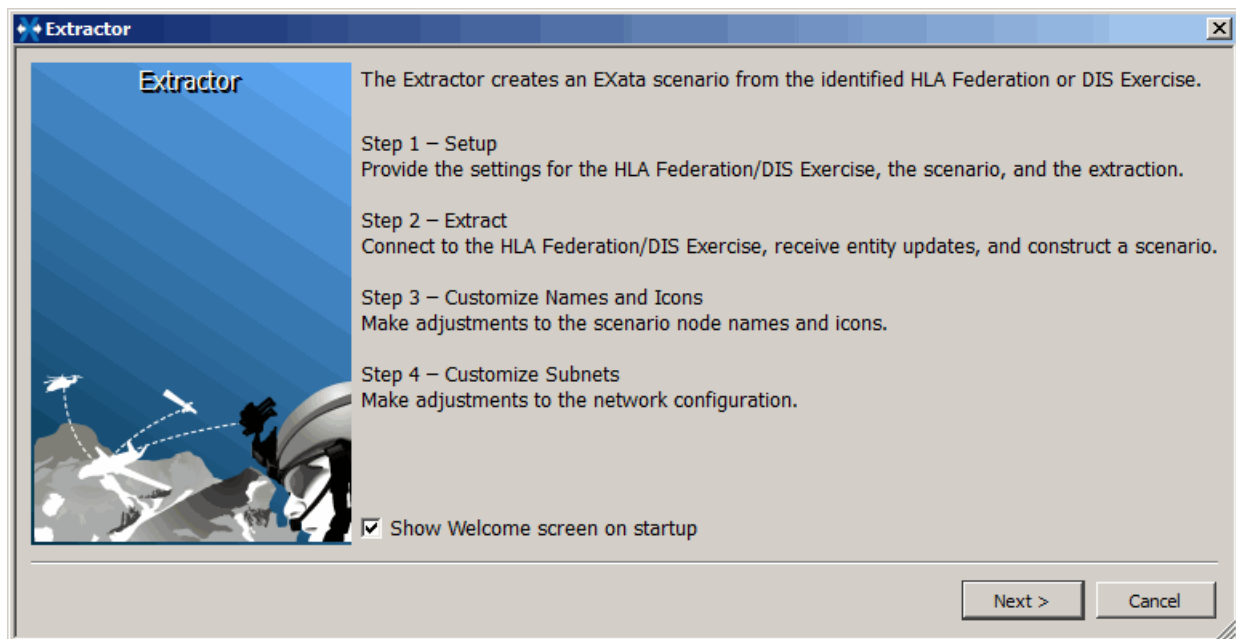 Extractor
Extractor
The Extractor creates an EXata scenario from the identified HLA Federation or DIS Exercise.
Step 1 – Setup
Provide the settings for the HLA Federation/DIS Exercise, the scenario, and the extraction.
Step 2 – Extract
Connect to the HLA Federation/DIS Exercise, receive entity updates, and construct a scenario.
Step 3 – Customize Names and Icons
Make adjustments to the scenario node names and icons.
Step 4 – Customize Subnets
Make adjustments to the network configuration.
Show Welcome screen on startup
Next >
Cancel